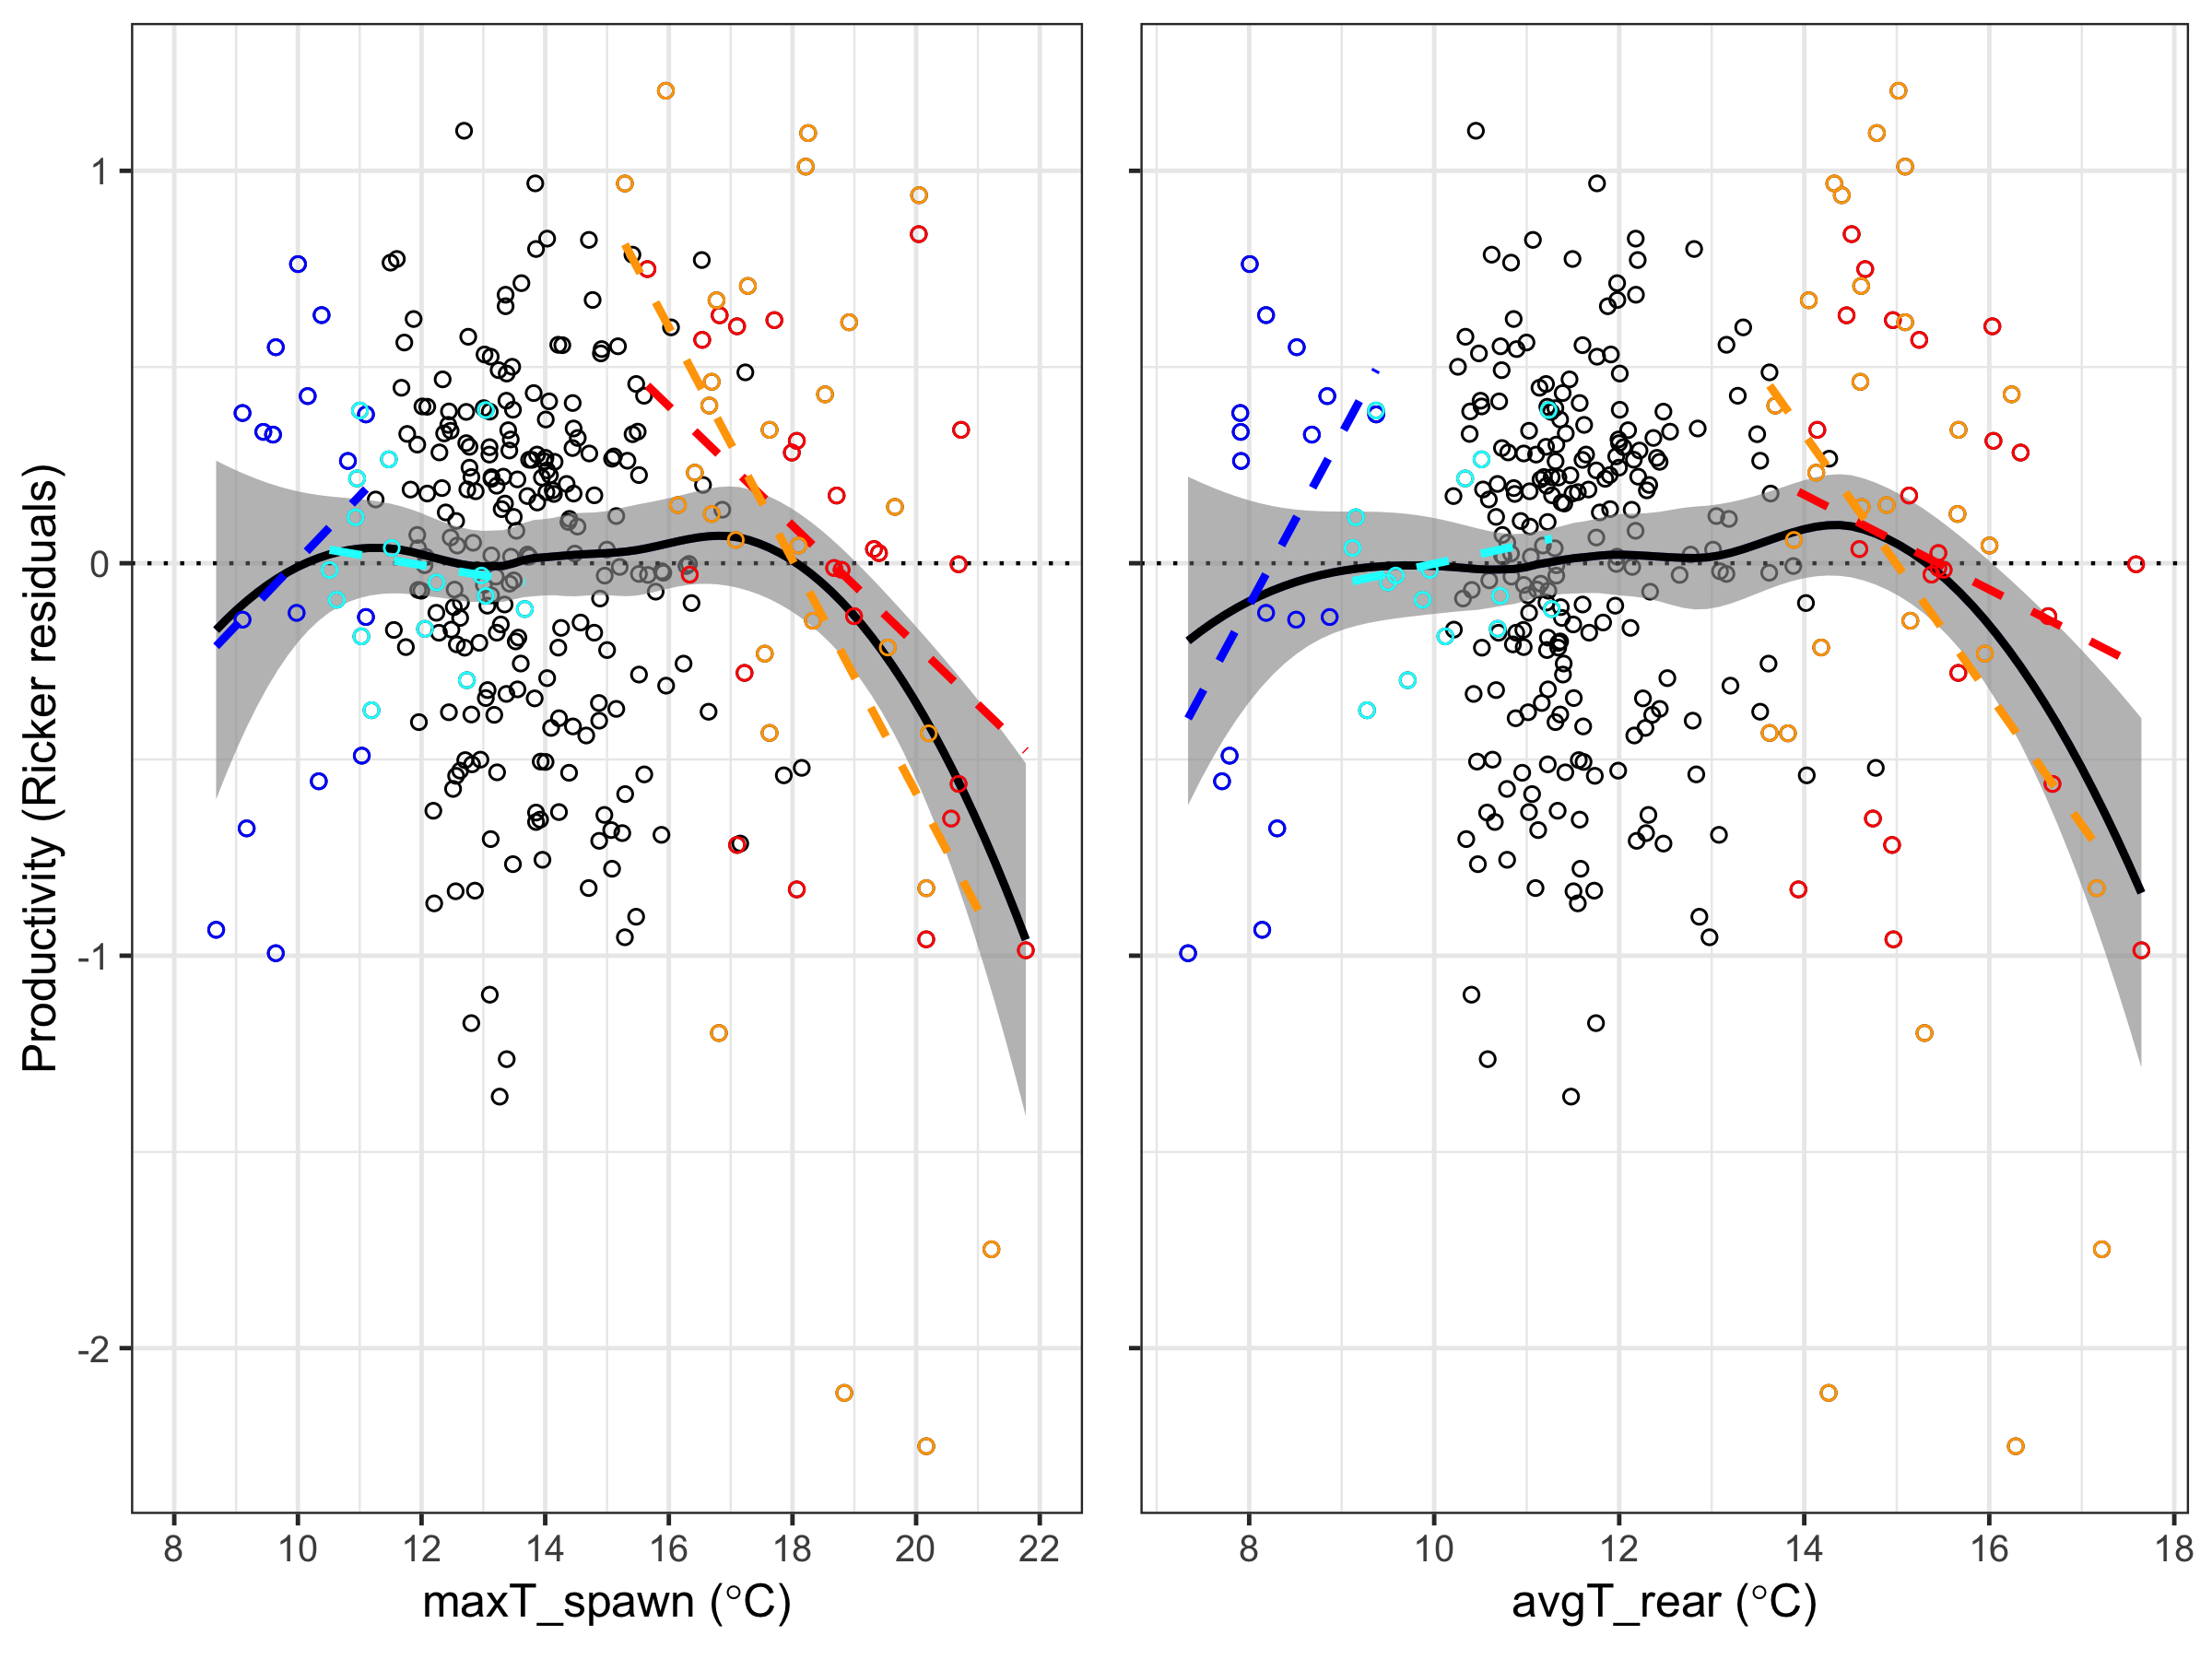 Productivity (Ricker residuals)
1
0
-1
-2
8 10 12 14 16 18 20 22
8 10 12 14 16 18
maxT_spawn (°C)
avgT_rear (°C)